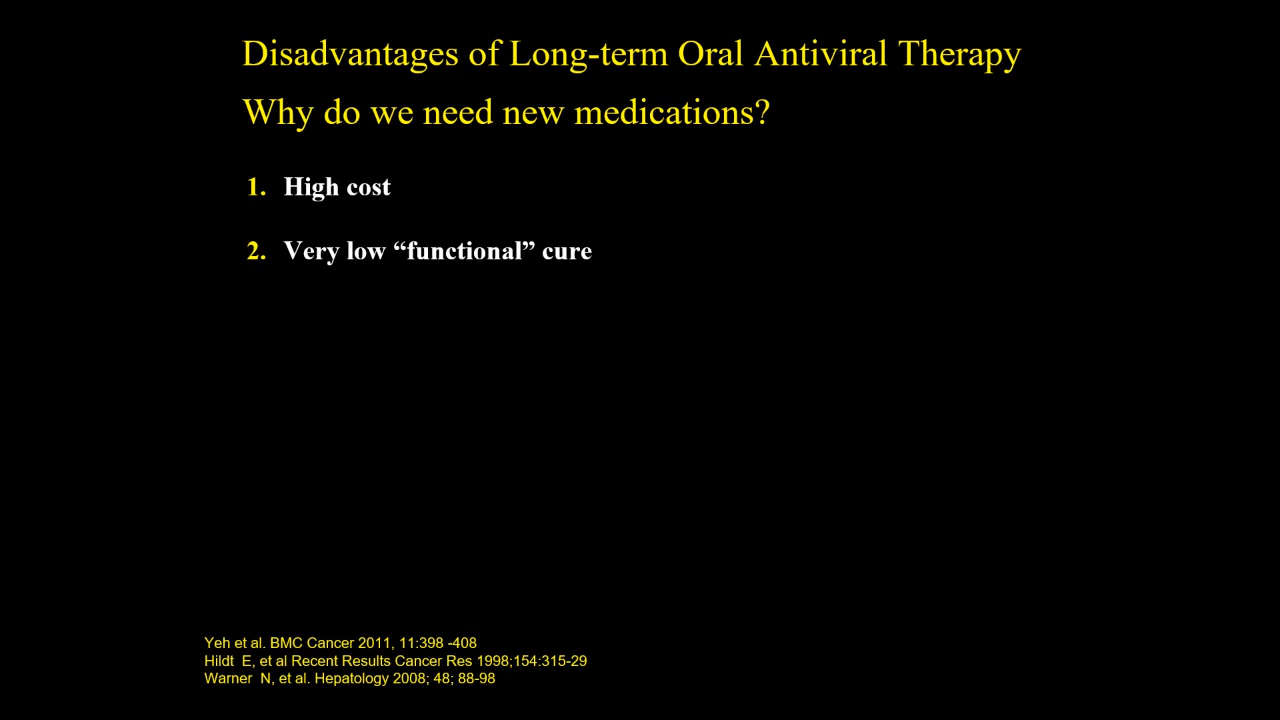 Disadvantages of Long-term Oral Antiviral Therapy
Why do we need new medications?
1. High cost
2. Very low “functional” cure
Yeh et al. BMC Cancer 2011, 11:398 -408
Hildt E, et al Recent Results Cancer Res 1998;154:315-29
Warner N, et al. Hepatology 2008; 48; 88-98